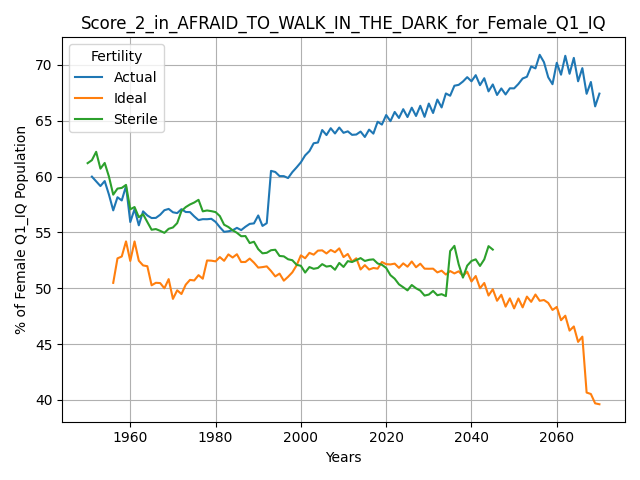 Score_2_in_AFRAID_TO_WALK_IN_THE_DARK_for_Female_Q1_IQ
Fertility
Actual
Ideal
Sterile
% of Female Q1_IQ Population
70
65
60
55
50
45
40
1960
1980
2000
2020
2040
2060
Years